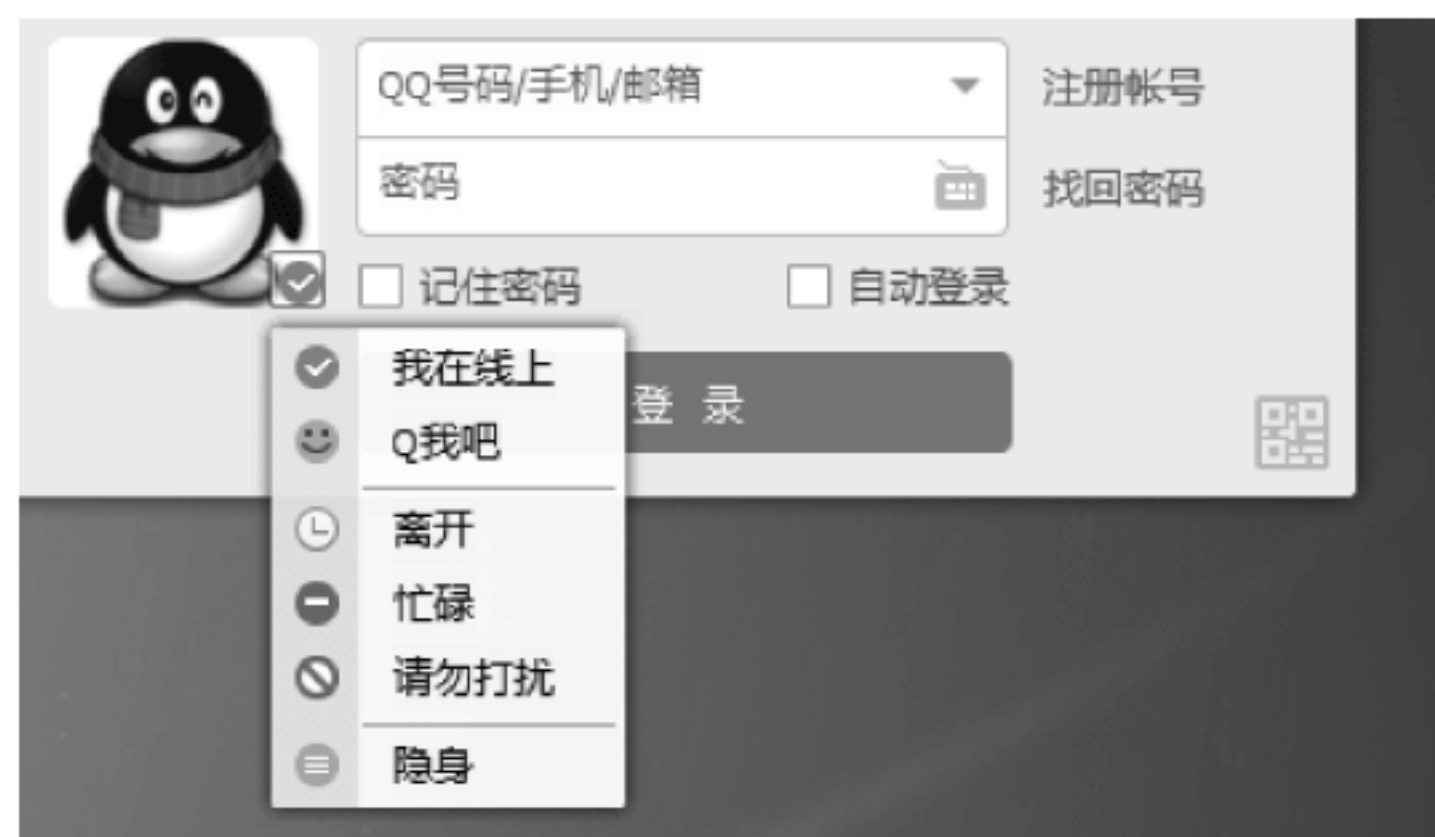 QQ号码/手机/邮箱
注册帐号
密码
找回密码
记住密码
自动登录
我在线上
登 录
Q我吧
离开
忙碌
请勿打扰
隐身